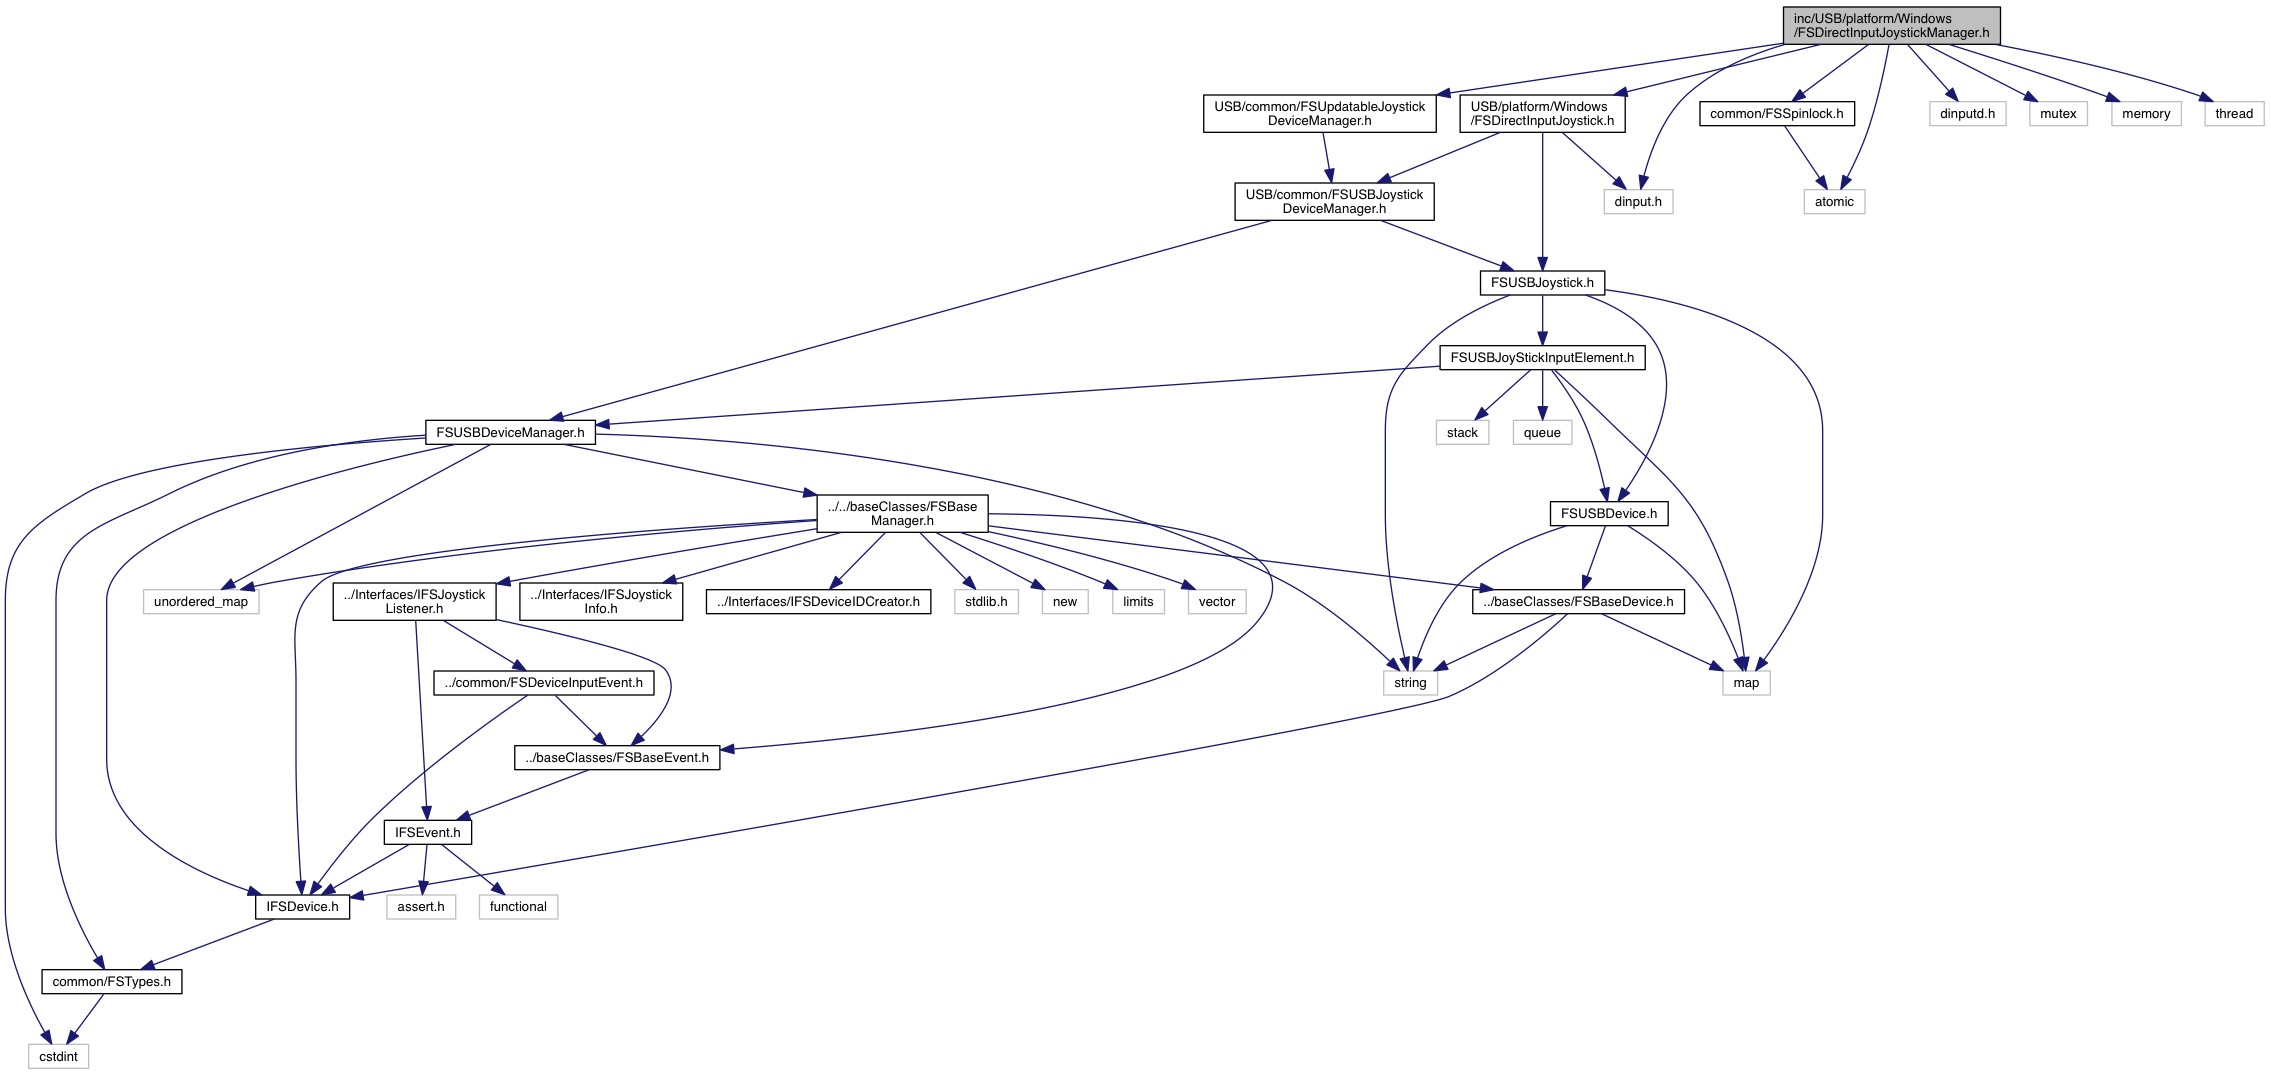 inc/USB/platform/Windows
/FSDirectInputJoystickManager.h
USB/common/FSUpdatableJoystick
DeviceManager.h
USB/platform/Windows
/FSDirectInputJoystick.h
common/FSSpinlock.h
dinputd.h
mutex
memory
thread
USB/common/FSUSBJoystick
DeviceManager.h
dinput.h
atomic
FSUSBJoystick.h
FSUSBJoyStickInputElement.h
FSUSBDeviceManager.h
stack
queue
../../baseClasses/FSBase
Manager.h
FSUSBDevice.h
unordered_map
../Interfaces/IFSJoystick
Listener.h
../Interfaces/IFSJoystick
Info.h
../Interfaces/IFSDeviceIDCreator.h
stdlib.h
new
limits
vector
../baseClasses/FSBaseDevice.h
../common/FSDeviceInputEvent.h
string
map
../baseClasses/FSBaseEvent.h
IFSEvent.h
IFSDevice.h
assert.h
functional
common/FSTypes.h
cstdint